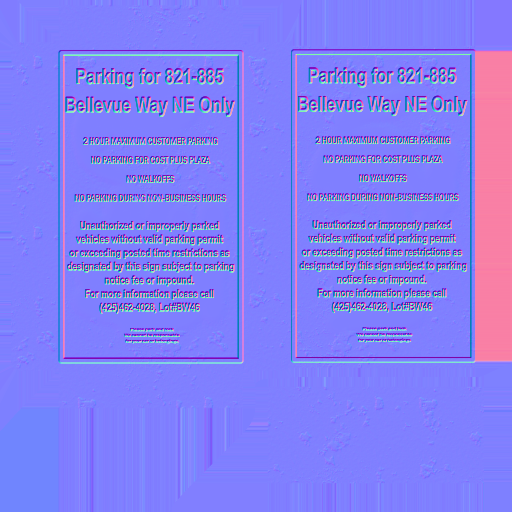 Parking for 821-885
Bellevue Way NE Only
2 HOUR MAXIMUM CUSTOMER PARKING
NO PARKING FOR COST PLUS PLAZA
NO WALKOFFS
NO PARKING DURING NON-BUSINESS HOURS
Unauthorized or improperly parked
vehicles without valid parking permit
or exceeding posted time restrictions as
designated by this sign subject to parking
notice fee or impound.
For more information please call
(425)462-4028, Lot#BW46
Parking for 821-885
Bellevue Way NE Only
2 HOUR MAXIMUM CUSTOMER PARKING
NO PARKING FOR COST PLUS PLAZA
NO WALKOFFS
NO PARKING DURING NON-BUSINESS HOURS
Unauthorized or improperly parked
vehicles without valid parking permit
or exceeding posted time restrictions as
designated by this sign subject to parking
notice fee or impound.
For more information please call
(425)462-4028, Lot#BW46